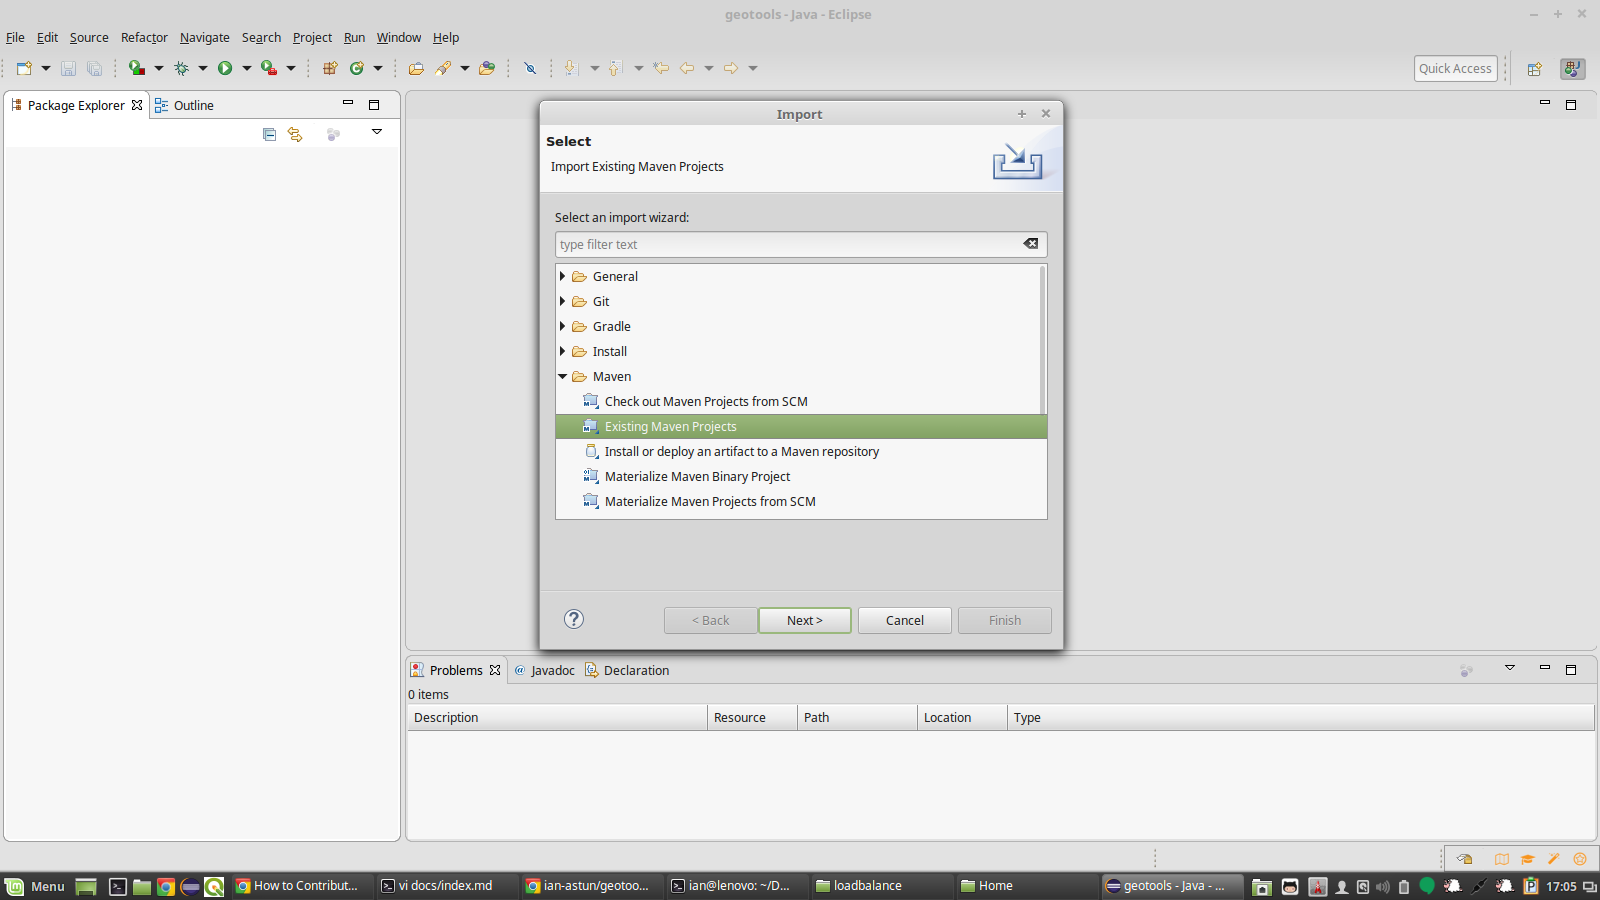 geotools - Java - Eclipse
File Edit Source Refactor Navigate Search Project Run Window Help
Quick Access
Package Explorer Outline
Import
Select
Import Existing Maven Projects
Select an import wizard:
type filter text
General
Git
Gradle
Install
Maven
Check out Maven Projects from SCM
Existing Maven Projects
Install or deploy an artifact to a Maven repository
Materialize Maven Binary Project
Materialize Maven Projects from SCM
< Back Next > Cancel Finish
Problems @ Javadoc Declaration
0 items
Description Resource Path Location Type
Menu How to Contribut... vi docs/index.md ian-astun/geotoo... ian@lenovo: ~/D... loadbalance Home geotools - Java - ... 17:05